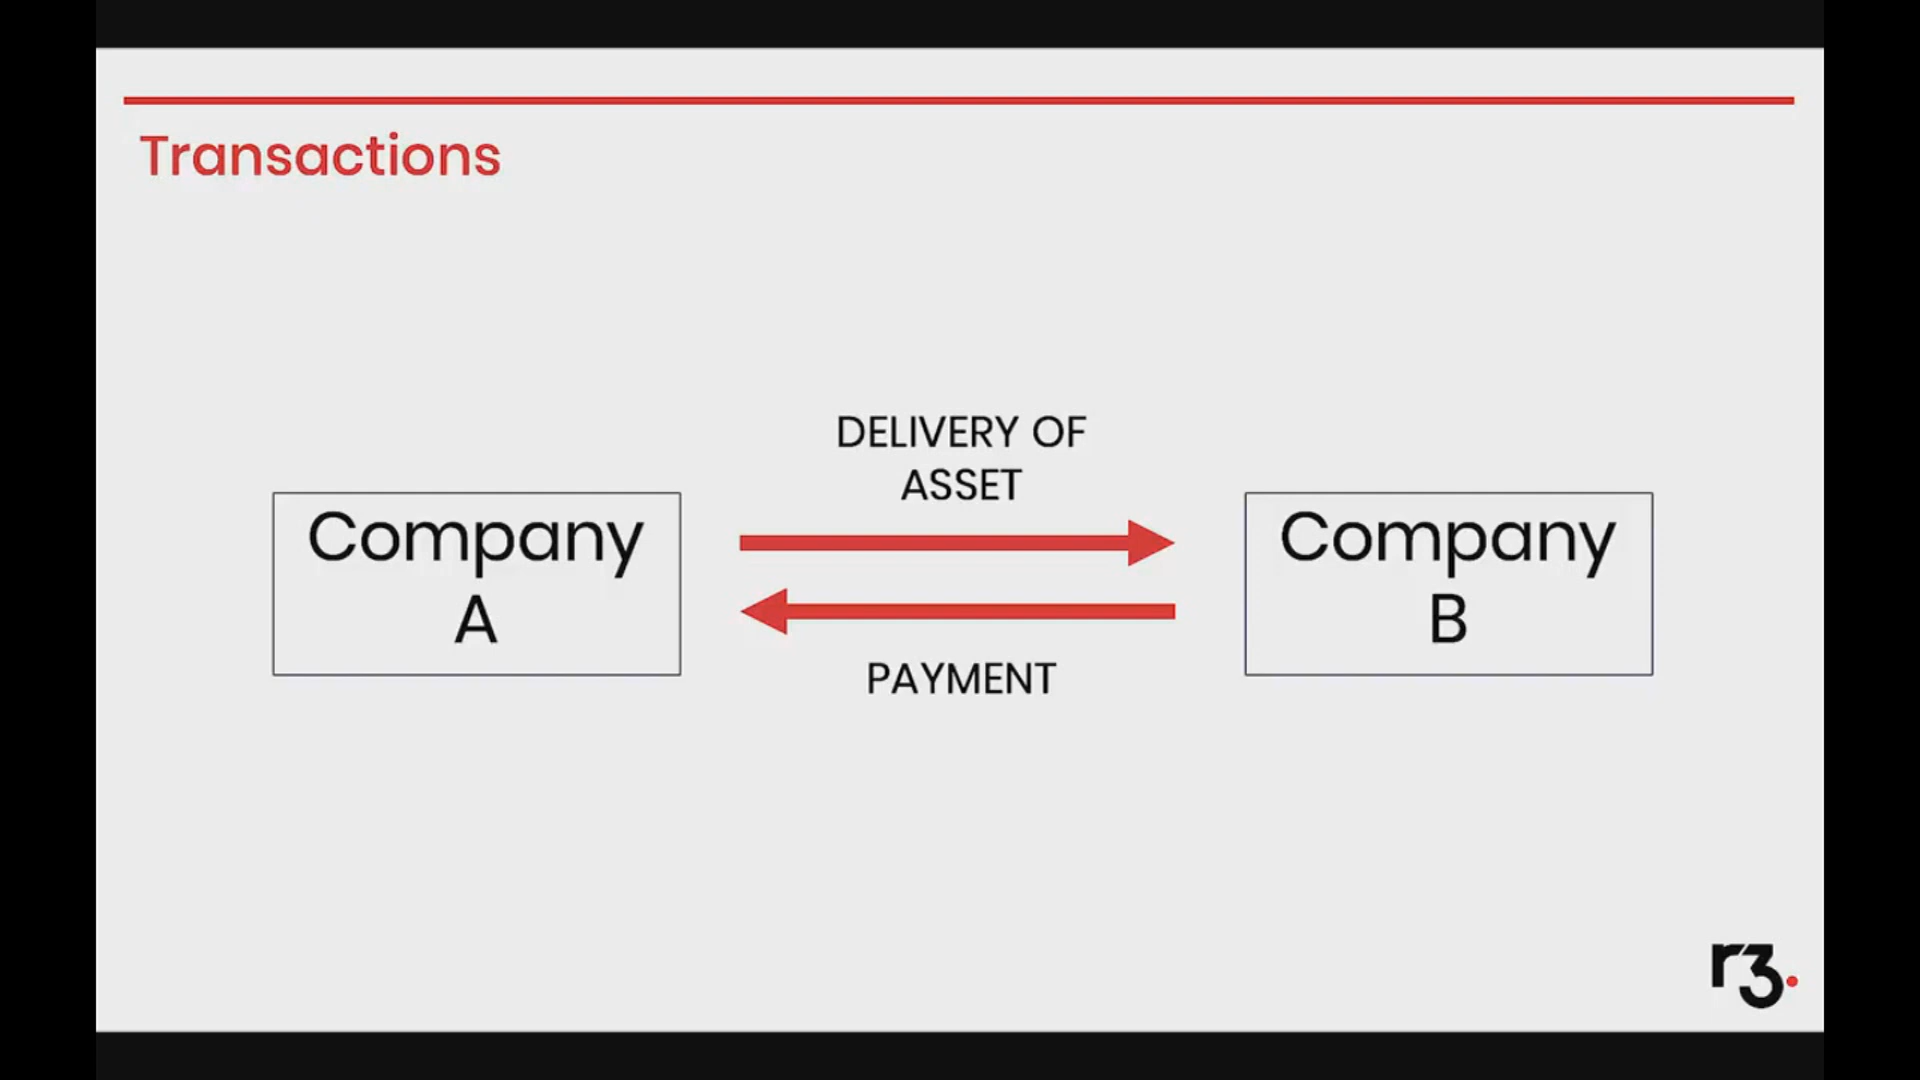 Transactions
DELIVERY OF
ASSET
Company
A
Company
B
PAYMENT
r3.